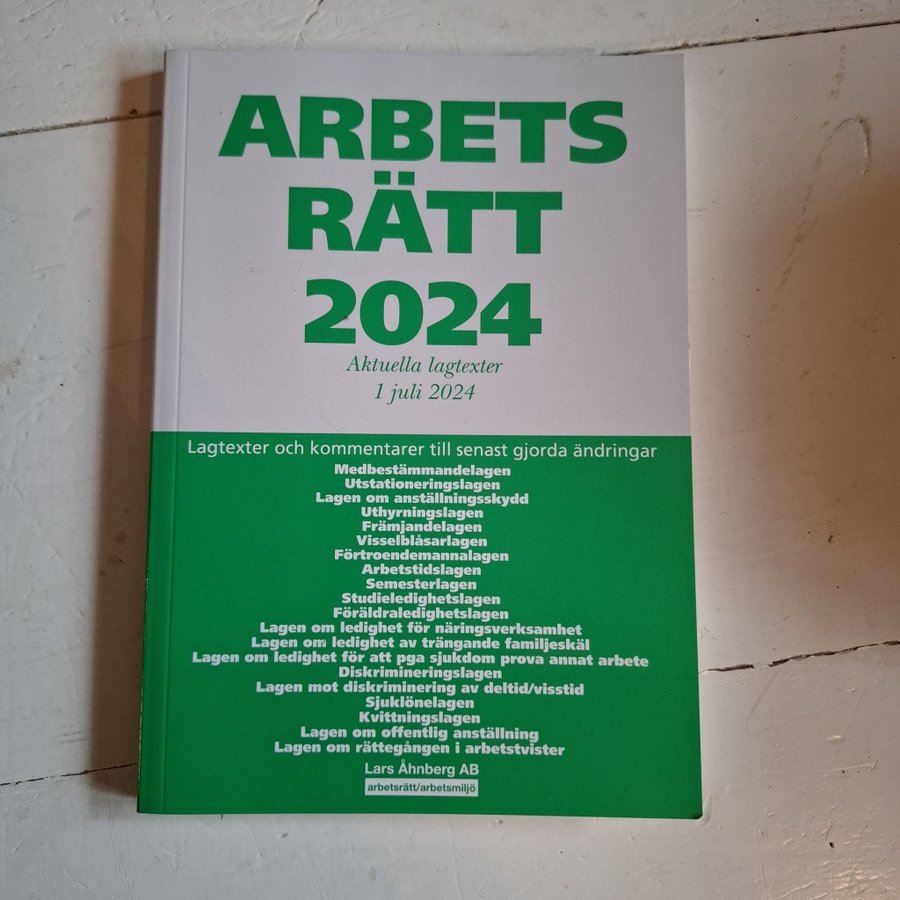 ARBETS
RÄTT
2024
Aktuella lagtexter
1 juli 2024
Lagtexter och kommentarer till senast gjorda ändringar
Medbestämmandelagen
Utstationeringslagen
Lagen om anställningsskydd
Uthyrningslagen
Främjandelagen
Visselblåsarlagen
Förtroendemannalagen
Arbetstidslagen
Semesterlagen
Studieledighetslagen
Föräldraledighetslagen
Lagen om ledighet för näringsverksamhet
Lagen om ledighet av trängande familjeskäl
Lagen om ledighet för att pga sjukdom prova annat arbete
Diskrimineringslagen
Lagen mot diskriminering av deltid/visstid
Sjuklönelagen
Kvittningslagen
Lagen om offentlig anställning
Lagen om rättegången i arbetstvister
Lars Åhnberg AB
arbetsrätt/arbetsmiljö